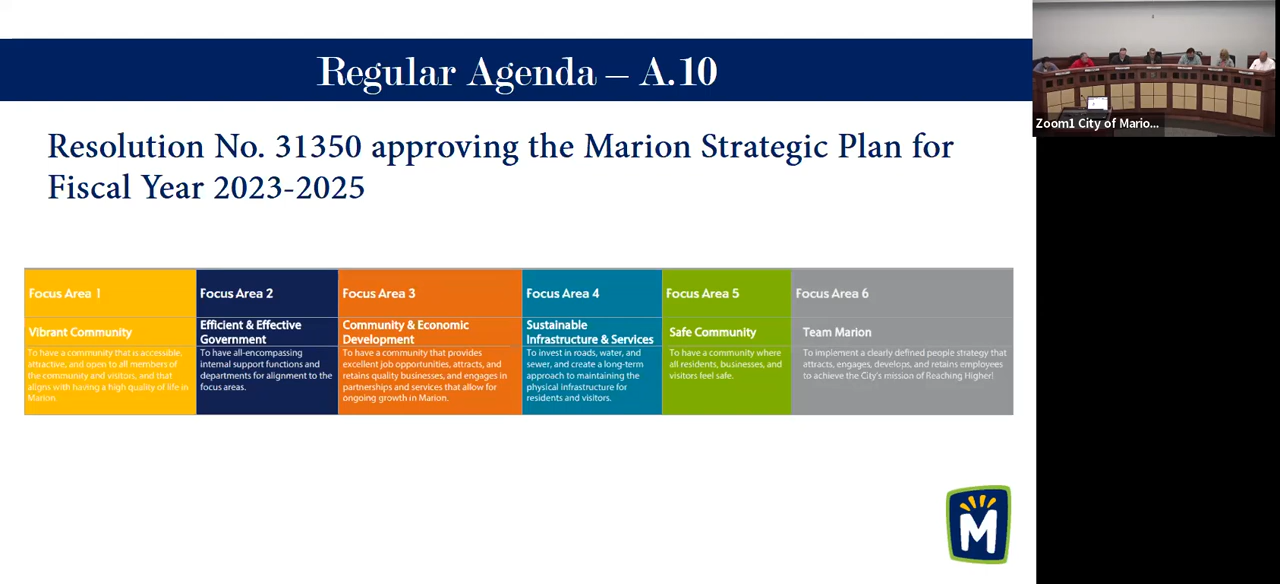 Regular Agenda – A.10
Zoom1 City of Mario...
Resolution No. 31350 approving the Marion Strategic Plan for
Fiscal Year 2023-2025
Focus Area 1
Vibrant Community
To have a community that is accessible,
attractive, and open to all members of
the community and visitors, and that
aligns with having a high quality of life in
Marion.
Focus Area 2
Efficient & Effective
Government
To have all-encompassing
internal support functions and
departments for alignment to the
focus areas.
Focus Area 3
Community & Economic
Development
To have a community that provides
excellent job opportunities, attracts, and
retains quality businesses, and engages in
partnerships and services that allow for
ongoing growth in Marion.
Focus Area 4
Sustainable
Infrastructure & Services
To invest in roads, water, and
sewer, and create a long-term
approach to maintaining the
physical infrastructure for
residents and visitors.
Focus Area 5
Safe Community
To have a community where
all residents, businesses, and
visitors feel safe.
Focus Area 6
Team Marion
To implement a clearly defined people strategy that
attracts, engages, develops, and retains employees
to achieve the City's mission of Reaching Higher!
M